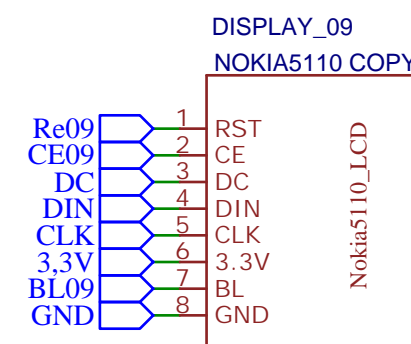 DISPLAY_09
NOKIA5110 COPY
Re09 1 RST
CE09 2 CE
DC 3 DC
DIN 4 DIN
CLK 5 CLK
3,3V 6 3.3V
BL09 7 BL
GND 8 GND
Nokia5110_LCD